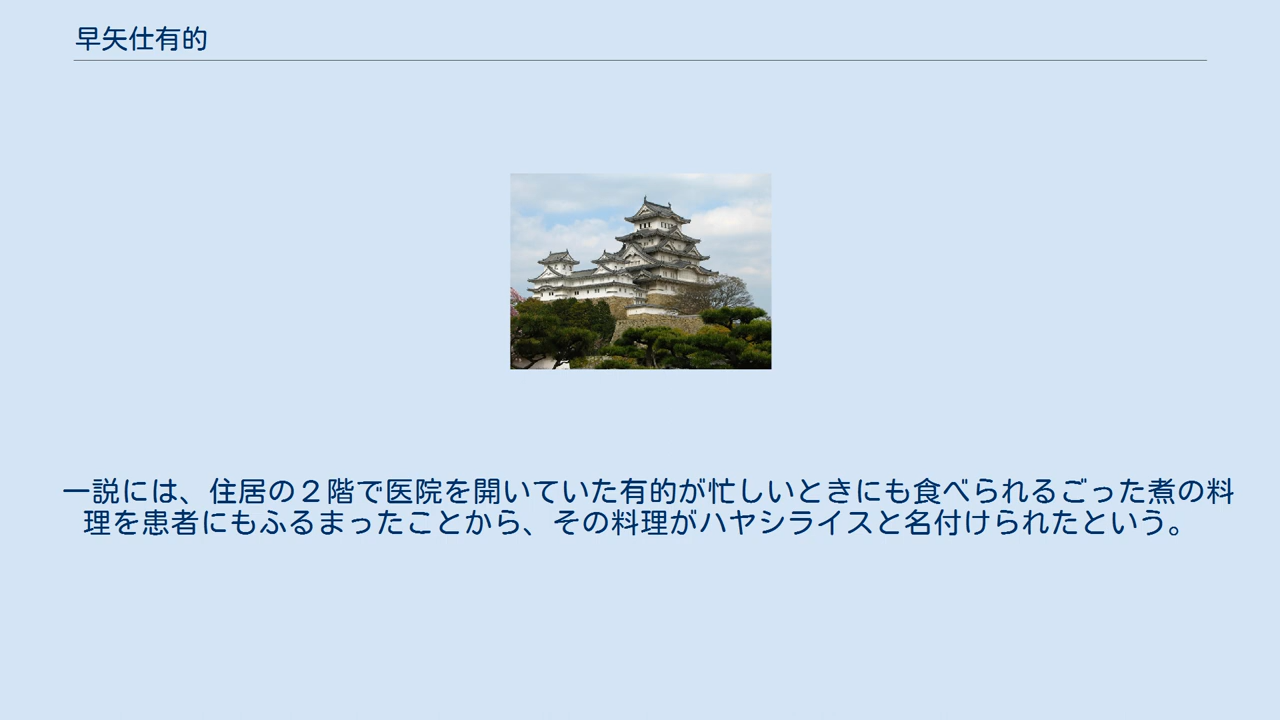 早矢仕有的
一説には、住居の２階で医院を開いていた有的が忙しいときにも食べられるごった煮の料
理を患者にもふるまったことから、その料理がハヤシライスと名付けられたという。